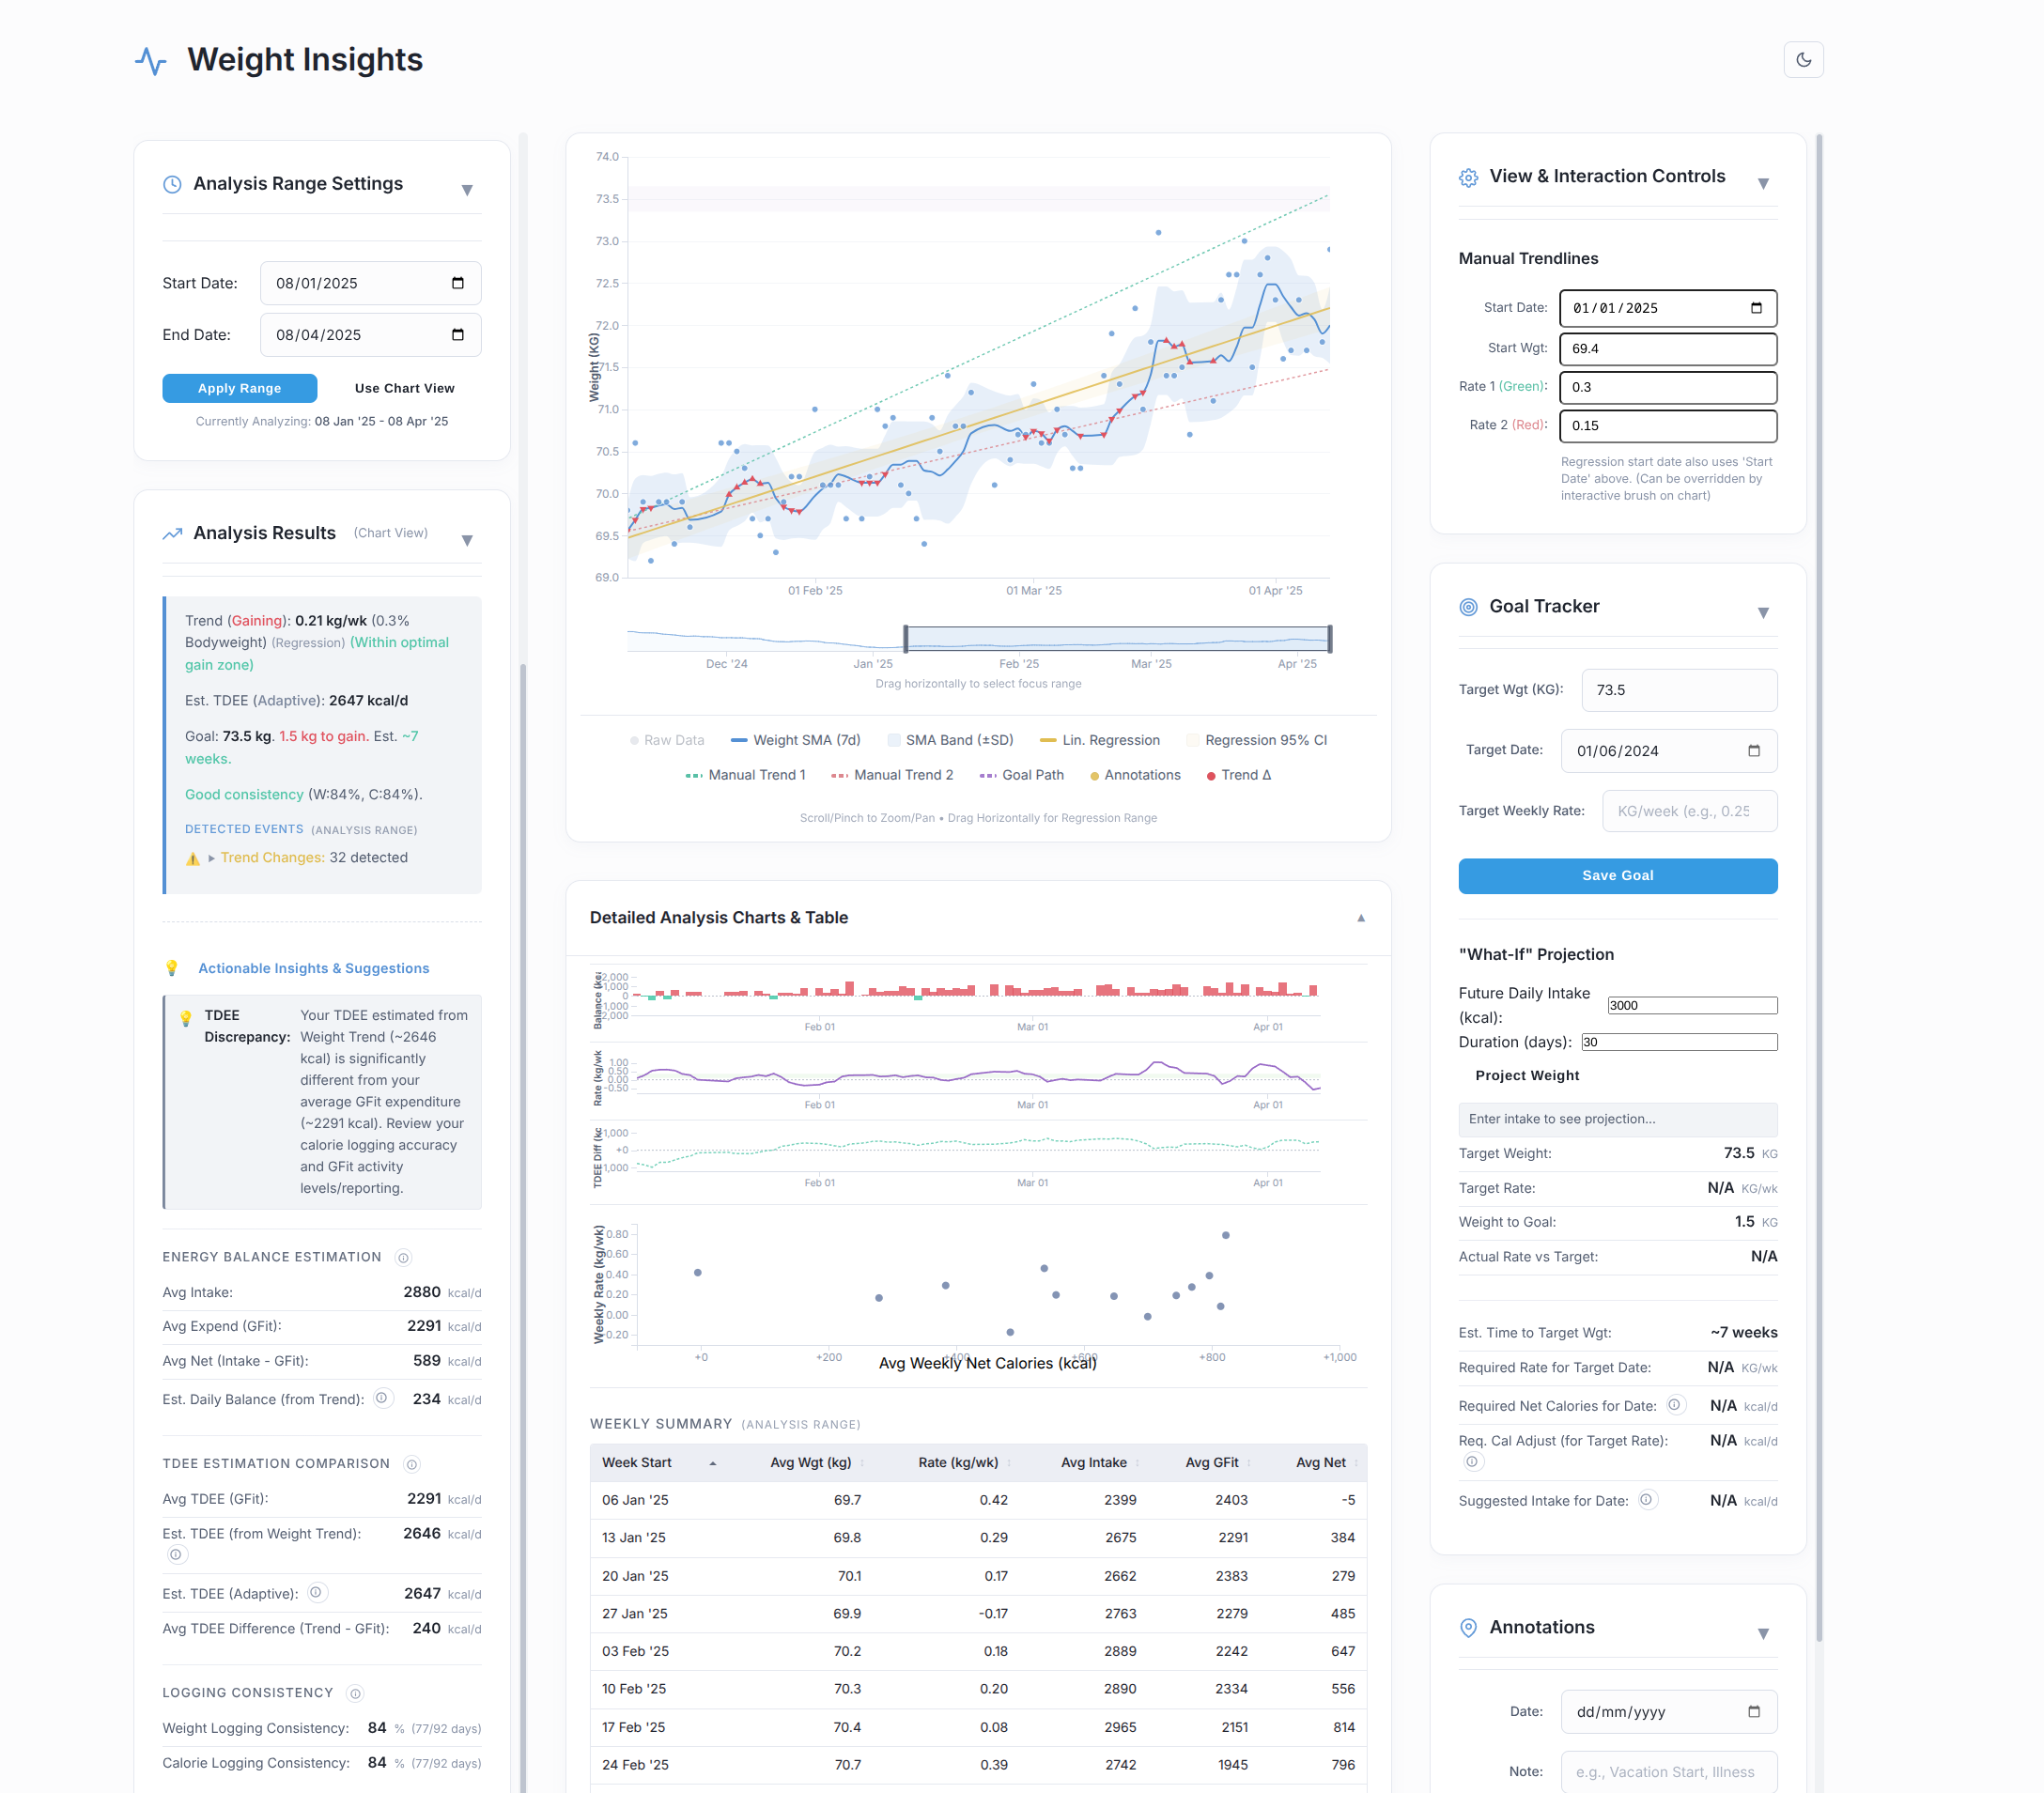 Weight Insights
Analysis Range Settings ▼
Start Date: 08/01/2025
End Date: 08/04/2025
Apply Range Use Chart View
Currently Analyzing: 08 Jan '25 - 08 Apr '25
Analysis Results (Chart View) ▼
Trend (Gaining): 0.21 kg/wk (0.3%
Bodyweight) (Regression) (Within optimal
gain zone)
Est. TDEE (Adaptive): 2647 kcal/d
Goal: 73.5 kg. 1.5 kg to gain. Est. ~7
weeks.
Good consistency (W:84%, C:84%).
DETECTED EVENTS (ANALYSIS RANGE)
⚠️ ▸ Trend Changes: 32 detected
💡 Actionable Insights & Suggestions
💡 TDEE
Discrepancy:
Your TDEE estimated from
Weight Trend (~2646
kcal) is significantly
different from your
average GFit expenditure
(~2291 kcal). Review your
calorie logging accuracy
and GFit activity
levels/reporting.
ENERGY BALANCE ESTIMATION
Avg Intake: 2880 kcal/d
Avg Expend (GFit): 2291 kcal/d
Avg Net (Intake - GFit): 589 kcal/d
Est. Daily Balance (from Trend): 234 kcal/d
TDEE ESTIMATION COMPARISON
Avg TDEE (GFit): 2291 kcal/d
Est. TDEE (from Weight Trend): 2646 kcal/d
Est. TDEE (Adaptive): 2647 kcal/d
Avg TDEE Difference (Trend - GFit): 240 kcal/d
LOGGING CONSISTENCY
Weight Logging Consistency: 84 % (77/92 days)
Calorie Logging Consistency: 84 % (77/92 days)
Weight (KG)
74.0
73.5
73.0
72.5
72.0
71.5
71.0
70.5
70.0
69.5
69.0
01 Feb '25 01 Mar '25 01 Apr '25
Dec '24 Jan '25 Feb '25 Mar '25 Apr '25
Drag horizontally to select focus range
Raw Data Weight SMA (7d) SMA Band (±SD) Lin. Regression Regression 95% CI
Manual Trend 1 Manual Trend 2 Goal Path Annotations Trend Δ
Scroll/Pinch to Zoom/Pan • Drag Horizontally for Regression Range
Detailed Analysis Charts & Table ▲
2,000
1,000
0
1,000
2,000
Feb 01 Mar 01 Apr 01
Rate (kg/wk
1.00
0.50
0.00
-0.50
Feb 01 Mar 01 Apr 01
TDEE Diff (kc
1,000
+0
1,000
Feb 01 Mar 01 Apr 01
Weekly Rate (kg/wk)
0.80
0.60
0.40
0.20
0.00
0.20
+0 +200 +400 +600 +800 +1,000
Avg Weekly Net Calories (kcal)
WEEKLY SUMMARY (ANALYSIS RANGE)
Week Start Avg Wgt (kg) Rate (kg/wk) Avg Intake Avg GFit Avg Net
06 Jan '25 69.7 0.42 2399 2403 -5
13 Jan '25 69.8 0.29 2675 2291 384
20 Jan '25 70.1 0.17 2662 2383 279
27 Jan '25 69.9 -0.17 2763 2279 485
03 Feb '25 70.2 0.18 2889 2242 647
10 Feb '25 70.3 0.20 2890 2334 556
17 Feb '25 70.4 0.08 2965 2151 814
24 Feb '25 70.7 0.39 2742 1945 796
View & Interaction Controls ▼
Manual Trendlines
Start Date: 01/01/2025
Start Wgt: 69.4
Rate 1 (Green): 0.3
Rate 2 (Red): 0.15
Regression start date also uses 'Start
Date' above. (Can be overridden by
interactive brush on chart)
Goal Tracker ▼
Target Wgt (KG): 73.5
Target Date: 01/06/2024
Target Weekly Rate: KG/week (e.g., 0.25
Save Goal
"What-If" Projection
Future Daily Intake
(kcal): 3000
Duration (days): 30
Project Weight
Enter intake to see projection...
Target Weight: 73.5 KG
Target Rate: N/A KG/wk
Weight to Goal: 1.5 KG
Actual Rate vs Target: N/A
Est. Time to Target Wgt: ~7 weeks
Required Rate for Target Date: N/A KG/wk
Required Net Calories for Date: N/A kcal/d
Req. Cal Adjust (for Target Rate): N/A kcal/d
Suggested Intake for Date: N/A kcal/d
Annotations ▼
Date: dd/mm/yyyy
Note: e.g., Vacation Start, Illness